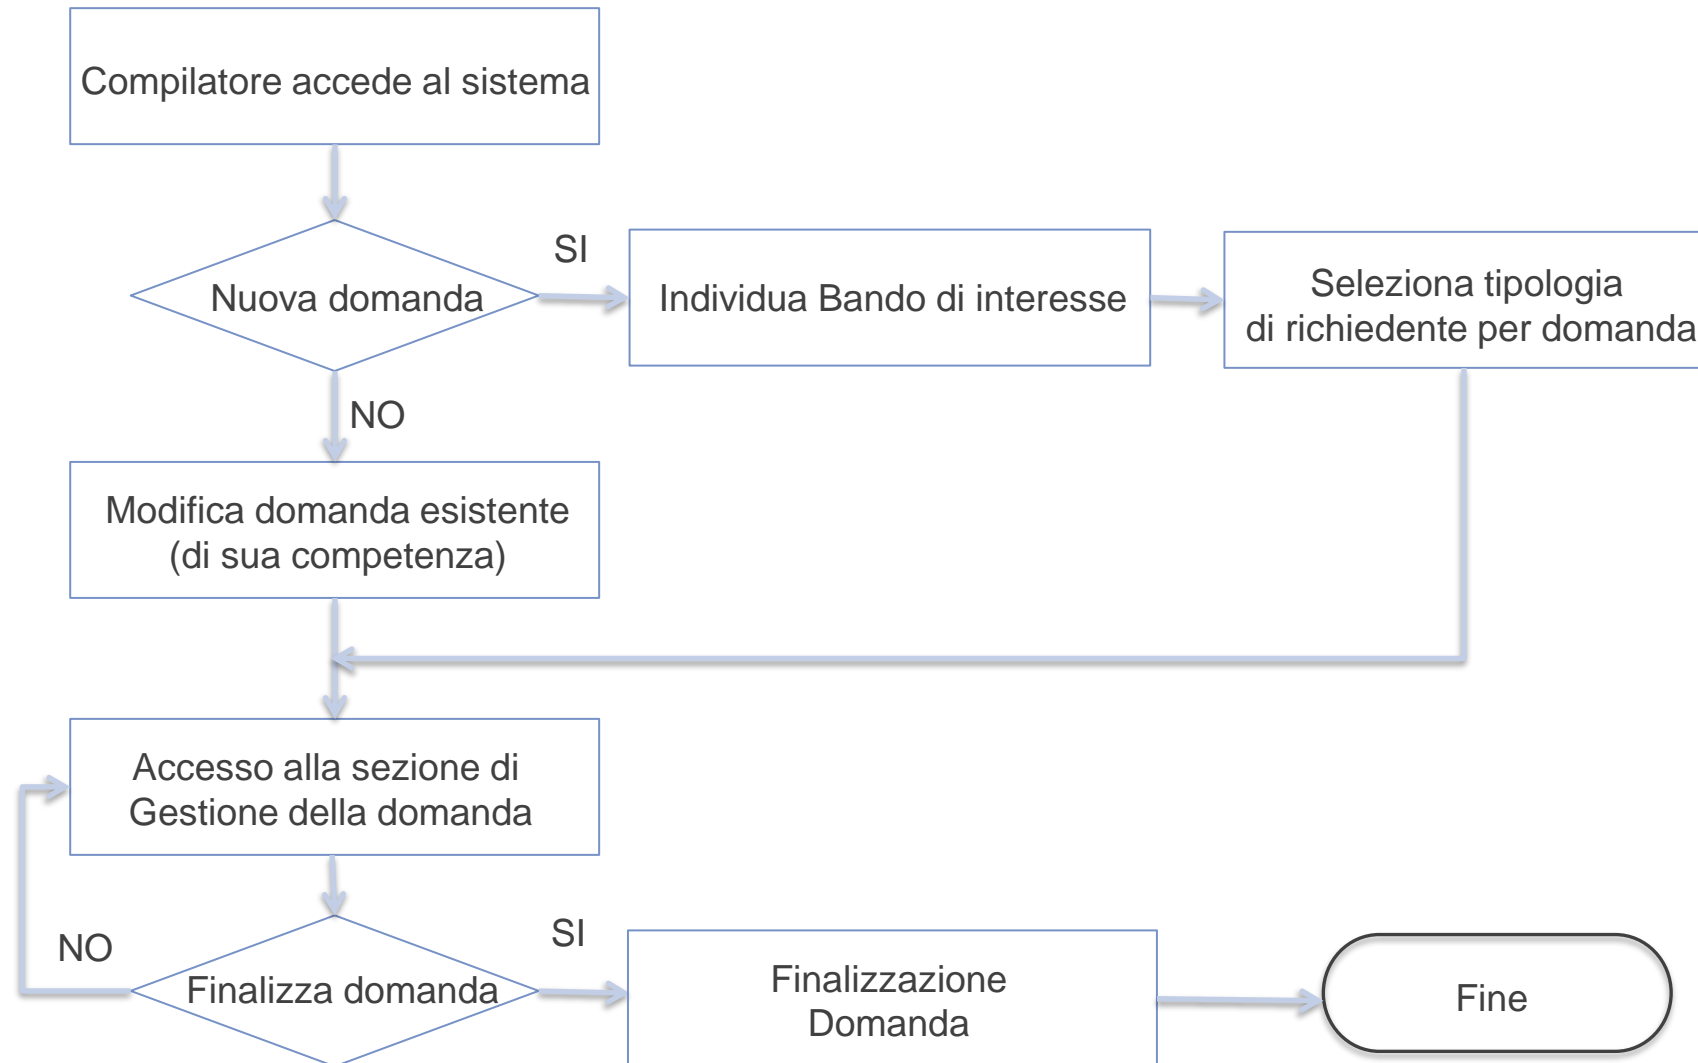 Compilatore accede al sistema
SI
Nuova domanda
Individua Bando di interesse
Seleziona tipologia
di richiedente per domanda
NO
Modifica domanda esistente
(di sua competenza)
Accesso alla sezione di
Gestione della domanda
NO
SI
Finalizza domanda
Finalizzazione
Domanda
Fine